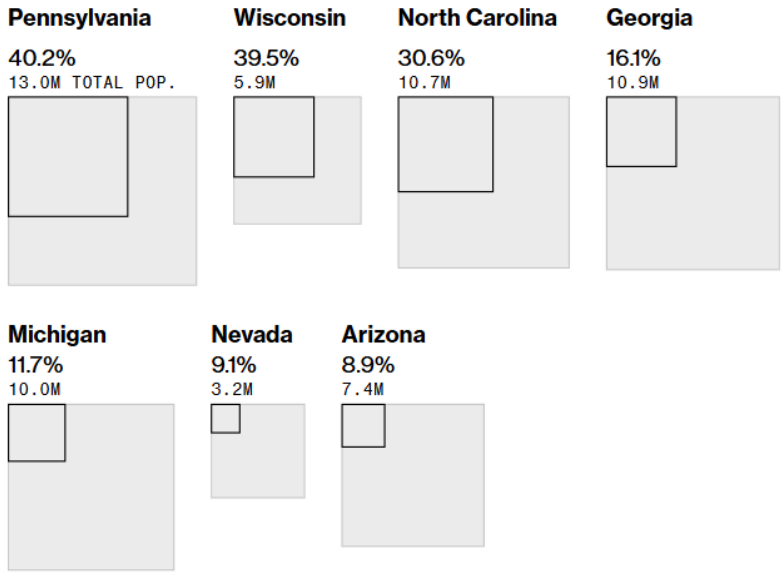 Pennsylvania
40.2%
13.0M TOTAL POP.
Wisconsin
39.5%
5.9M
North Carolina
30.6%
10.7M
Georgia
16.1%
10.9M
Michigan
11.7%
10.0M
Nevada
9.1%
3.2M
Arizona
8.9%
7.4M